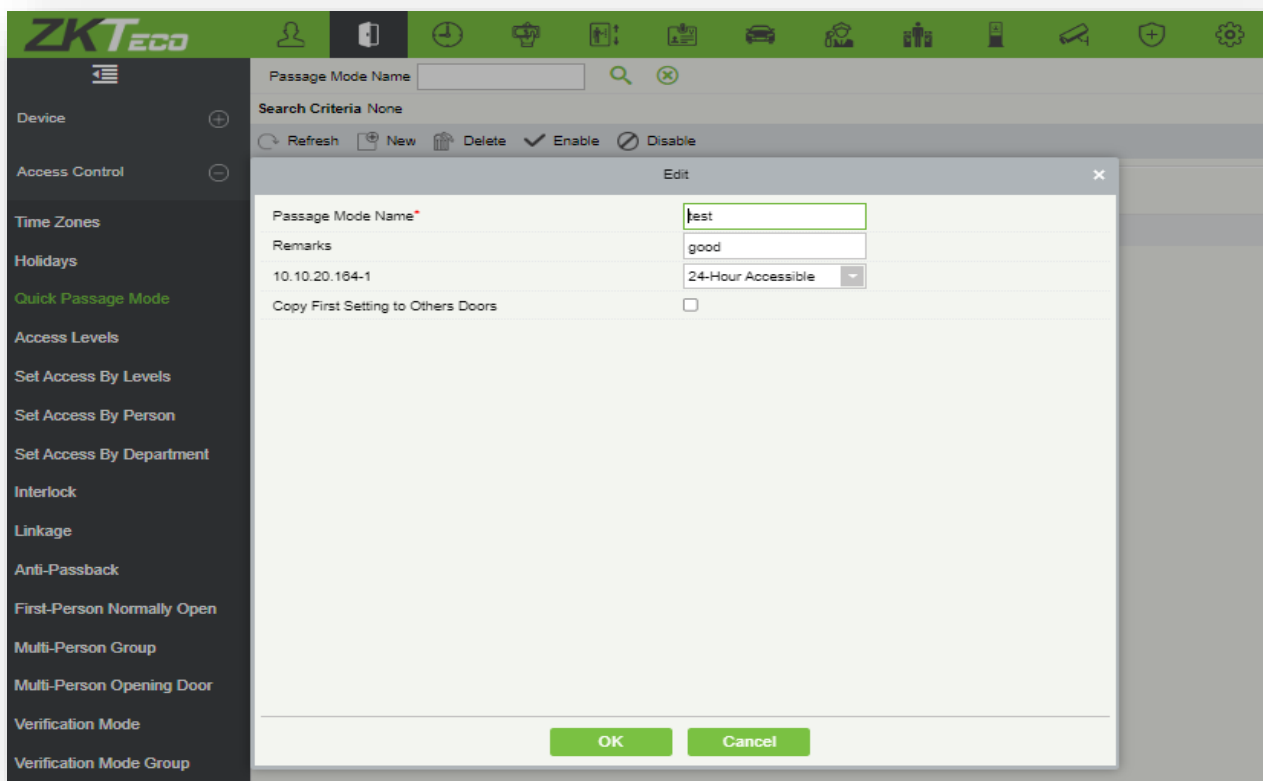 ZKTECO
Passage Mode Name
Search Criteria None
Refresh New Delete Enable Disable
Device
Access Control
Time Zones
Holidays
Quick Passage Mode
Access Levels
Set Access By Levels
Set Access By Person
Set Access By Department
Interlock
Linkage
Anti-Passback
First-Person Normally Open
Multi-Person Group
Multi-Person Opening Door
Verification Mode
Verification Mode Group
Edit
Passage Mode Name* test
Remarks good
10.10.20.164-1 24-Hour Accessible
Copy First Setting to Others Doors
OK Cancel